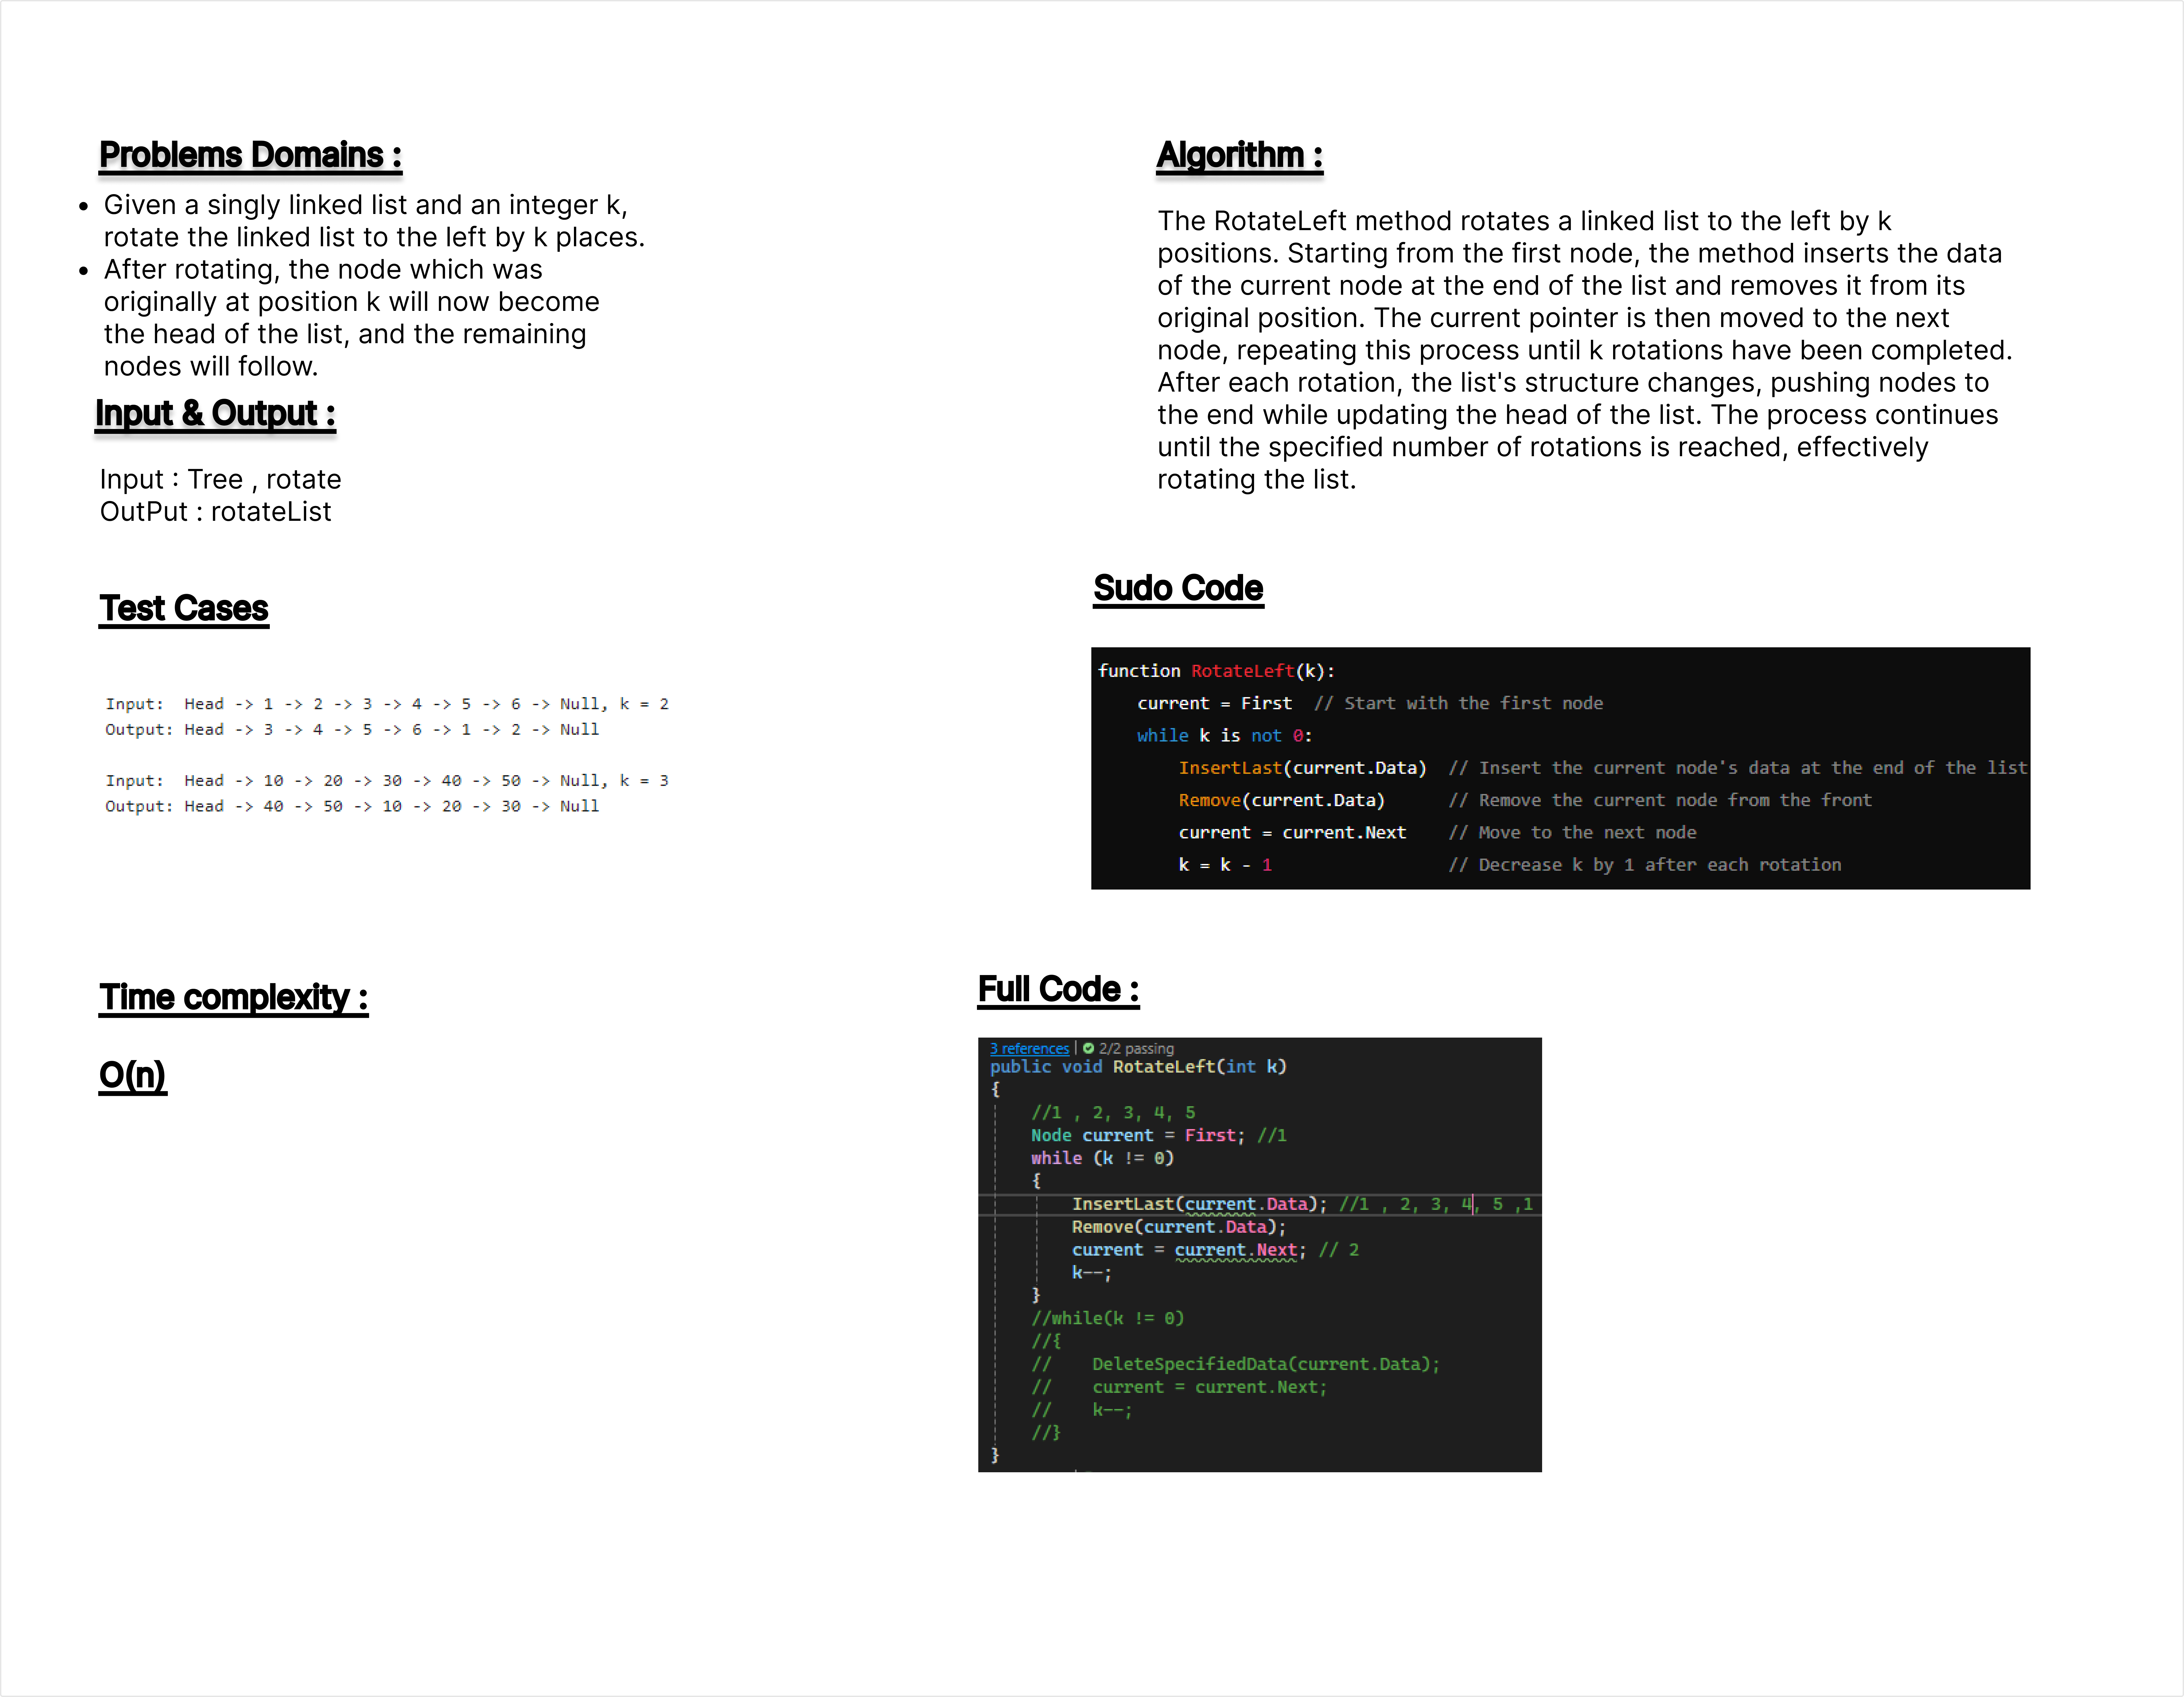 Problems Domains :
Given a singly linked list and an integer k,
rotate the linked list to the left by k places.
After rotating, the node which was
originally at position k will now become
the head of the list, and the remaining
nodes will follow.
Input & Output :
Input : Tree , rotate
OutPut : rotateList
Test Cases
Input:  Head -> 1 -> 2 -> 3 -> 4 -> 5 -> 6 -> Null, k = 2
Output: Head -> 3 -> 4 -> 5 -> 6 -> 1 -> 2 -> Null
Input:  Head -> 10 -> 20 -> 30 -> 40 -> 50 -> Null, k = 3
Output: Head -> 40 -> 50 -> 10 -> 20 -> 30 -> Null
Time complexity :
O(n)
Algorithm :
The RotateLeft method rotates a linked list to the left by k
positions. Starting from the first node, the method inserts the data
of the current node at the end of the list and removes it from its
original position. The current pointer is then moved to the next
node, repeating this process until k rotations have been completed.
After each rotation, the list's structure changes, pushing nodes to
the end while updating the head of the list. The process continues
until the specified number of rotations is reached, effectively
rotating the list.
Sudo Code
function RotateLeft(k):
    current = First  // Start with the first node
    while k is not 0:
        InsertLast(current.Data)  // Insert the current node's data at the end of the list
        Remove(current.Data)      // Remove the current node from the front
        current = current.Next    // Move to the next node
        k = k - 1                 // Decrease k by 1 after each rotation
Full Code :
3 references | 2/2 passing
public void RotateLeft(int k)
{
    //1 , 2, 3, 4, 5
    Node current = First; //1
    while (k != 0)
    {
        InsertLast(current.Data); //1 , 2, 3, 4, 5 ,1
        Remove(current.Data);
        current = current.Next; // 2
        k--;
    }
    //while(k != 0)
    //{
    //    DeleteSpecifiedData(current.Data);
    //    current = current.Next;
    //    k--;
    //}
}